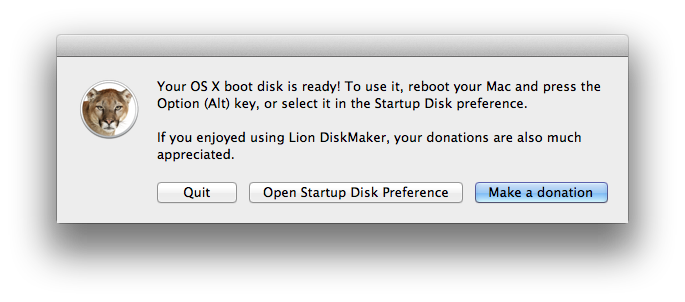 Your OS X boot disk is ready! To use it, reboot your Mac and press the
Option (Alt) key, or select it in the Startup Disk preference.
If you enjoyed using Lion DiskMaker, your donations are also much
appreciated.
Quit
Open Startup Disk Preference
Make a donation